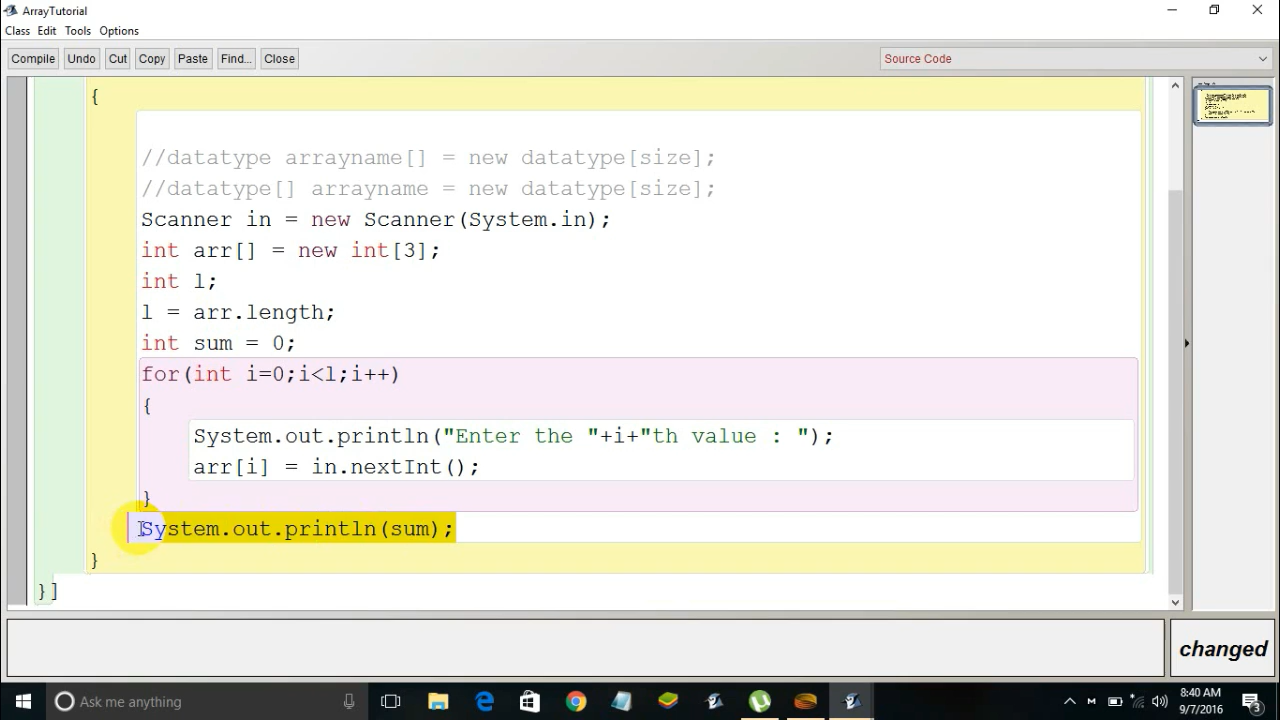 ArrayTutorial
Class Edit Tools Options
Compile Undo Cut Copy Paste Find... Close Source Code
{
//datatype arrayname[] = new datatype[size];
//datatype[] arrayname = new datatype[size];
Scanner in = new Scanner(System.in);
int arr[] = new int[3];
int l;
l = arr.length;
int sum = 0;
for(int i=0;i<l;i++)
{
System.out.println("Enter the "+i+"th value : ");
arr[i] = in.nextInt();
}
System.out.println(sum);
}
}]
changed
Ask me anything
8:40 AM
9/7/2016
3